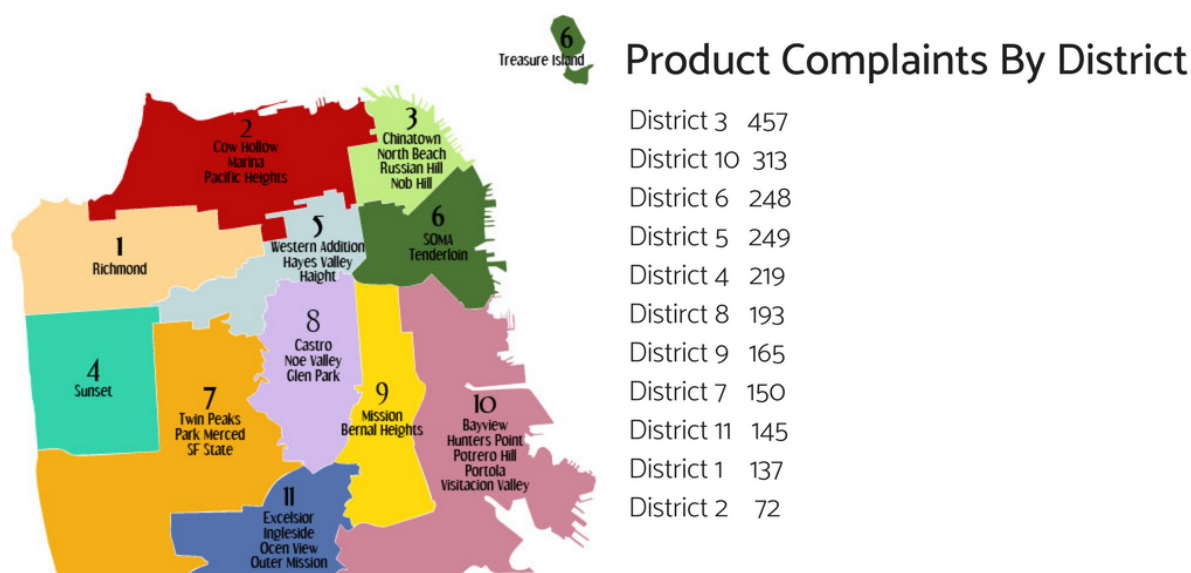 6
Treasure Island
Product Complaints By District
2
Cow Hollow
Marina
Pacific Heights
3
Chinatown
North Beach
Russian Hill
Nob Hill
1
Richmond
5
Western Addition
Hayes Valley
Haight
6
SOMA
Tenderloin
4
Sunset
7
Twin Peaks
Park Merced
SF State
8
Castro
Noe Valley
Glen Park
9
Mission
Bernal Heights
10
Bayview
Hunters Point
Potrero Hill
Portola
Visitacion Valley
11
Excelsior
Ingleside
Ocen View
Outer Mission
District 3 457
District 10 313
District 6 248
District 5 249
District 4 219
Distirct 8 193
District 9 165
District 7 150
District 11 145
District 1 137
District 2 72